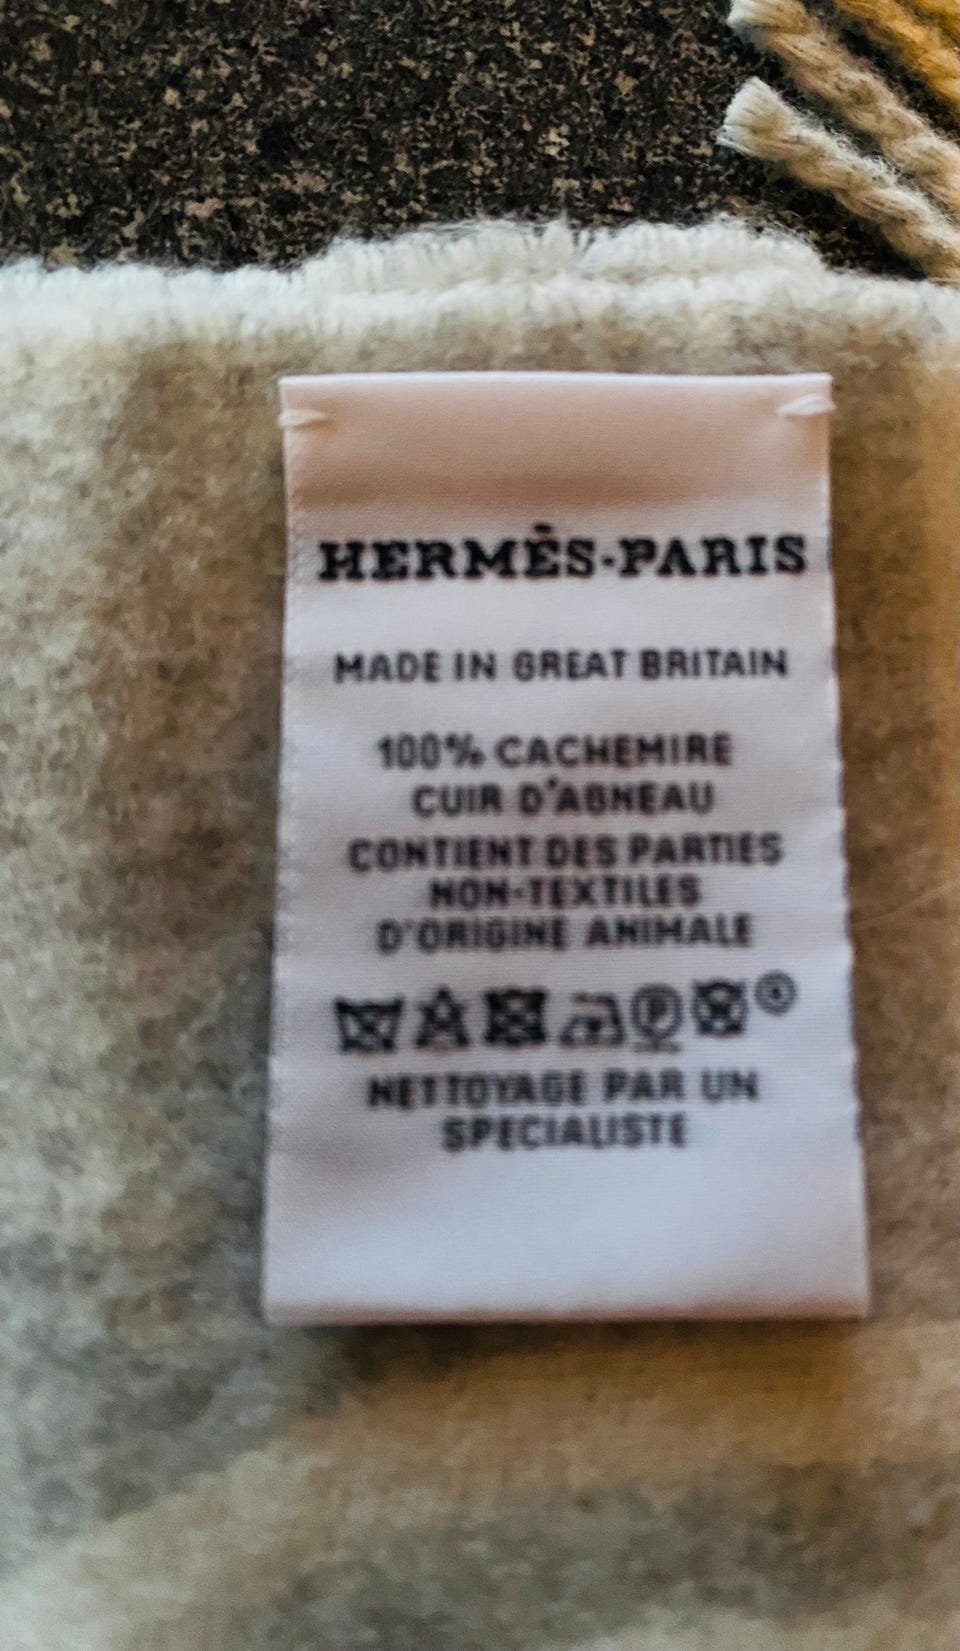 HERMÈS-PARIS
MADE IN GREAT BRITAIN
100% CACHEMIRE
CUIR D'AGNEAU
CONTIENT DES PARTIES
NON-TEXTILES
D'ORIGINE ANIMALE
P
NETTOYAGE PAR UN
SPECIALISTE